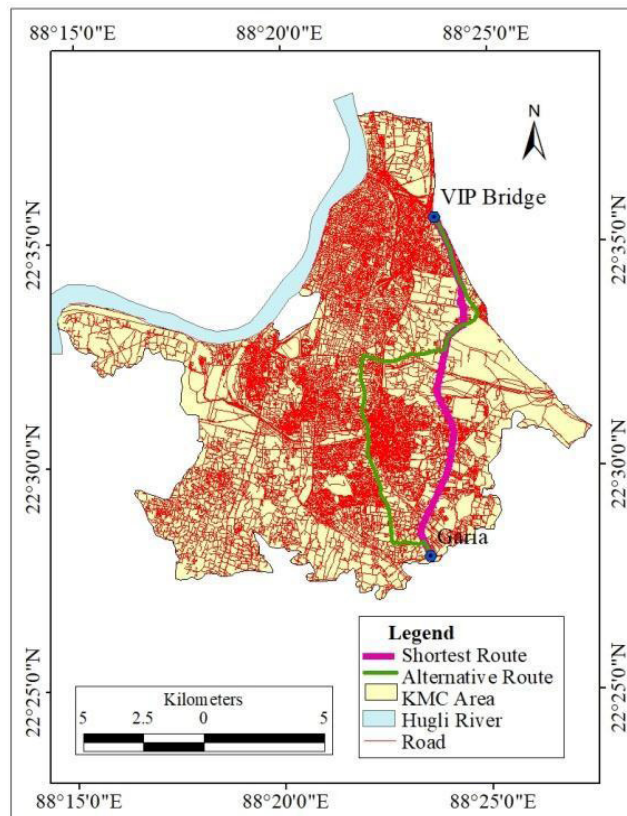 88°15'0"E 88°20'0"E 88°25'0"E
N
VIP Bridge
22°35'0"N 22°35'0"N
22°30'0"N 22°30'0"N
Garia
22°25'0"N 22°25'0"N
Legend
Shortest Route
Alternative Route
KMC Area
Hugli River
Road
Kilometers
5 2.5 0 5
88°15'0"E 88°20'0"E 88°25'0"E